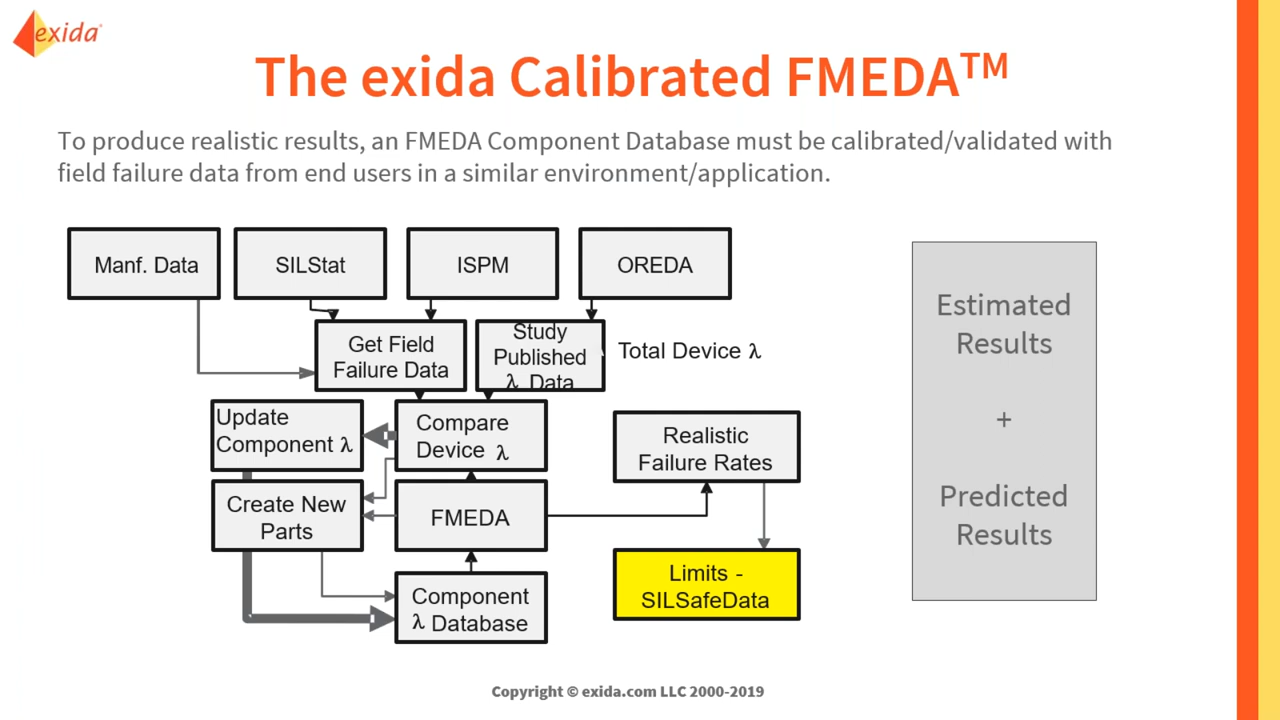 exida
The exida Calibrated FMEDA™
To produce realistic results, an FMEDA Component Database must be calibrated/validated with
field failure data from end users in a similar environment/application.
Manf. Data
SILStat
ISPM
OREDA
Get Field
Failure Data
Study
Published
λ Data
Total Device λ
Update
Component λ
Compare
Device λ
Realistic
Failure Rates
Create New
Parts
FMEDA
Component
λ Database
Limits -
SILSafeData
Estimated
Results
+
Predicted
Results
Copyright © exida.com LLC 2000-2019